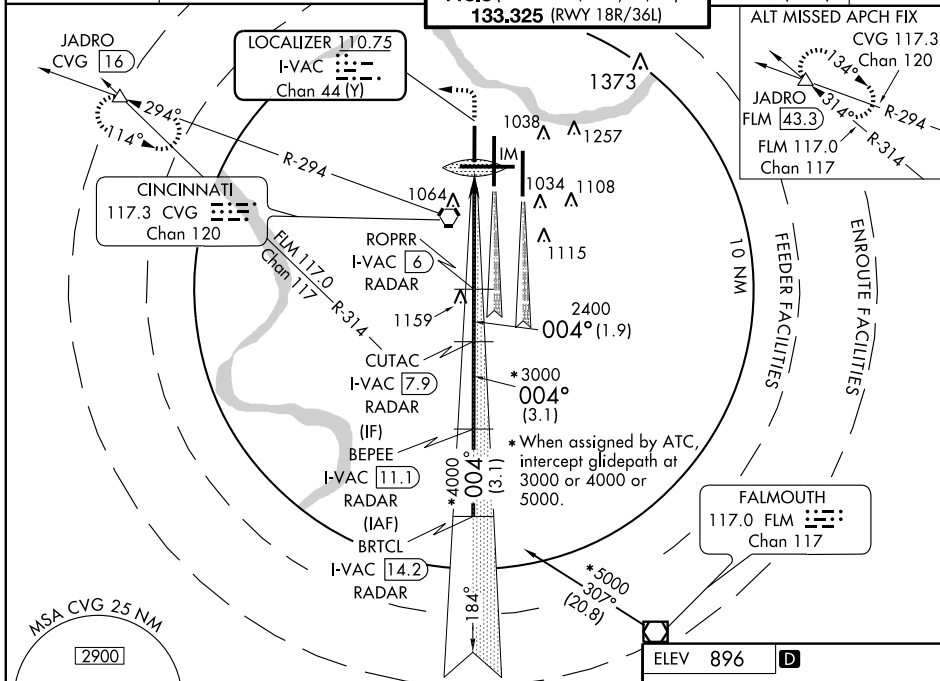 133.325 (RWY 18R/36L)
JADRO
CVG 16
LOCALIZER 110.75
I-VAC
Chan 44 (Y)
1373
ALT MISSED APCH FIX
CVG 117.3
Chan 120
134°
314°
JADRO
FLM 43.3
R-294
R-314
FLM 117.0
Chan 117
294°
114°
R-294
1038
1257
IM
1034
1108
1064
1115
CINCINNATI
117.3 CVG
Chan 120
FLM 117.0
Chan 117
R-314
ROPRR
I-VAC 6
RADAR
1159
2400
004° (1.9)
CUTAC
I-VAC 7.9
RADAR
*3000
004°
(3.1)
(IF)
BEPEE
I-VAC 11.1
RADAR
*4000
004°
(3.1)
* When assigned by ATC,
intercept glidepath at
3000 or 4000 or
5000.
(IAF)
BRTCL
I-VAC 14.2
RADAR
10 NM
FEEDER FACILITIES
ENROUTE FACILITIES
FALMOUTH
117.0 FLM
Chan 117
*5000
307°
(20.8)
184°
MSA CVG 25 NM
2900
ELEV 896 D